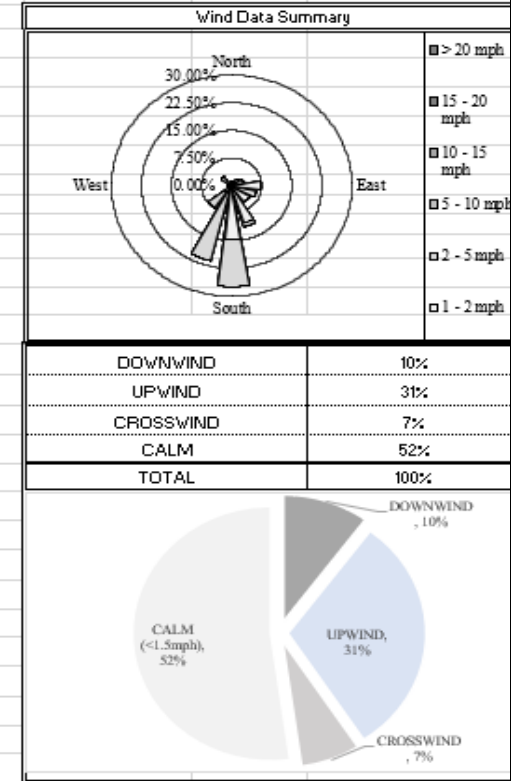 Wind Data Summary
North
30.00%
22.50%
15.00%
7.50%
0.00%
West
East
South
> 20 mph
15 - 20
mph
10 - 15
mph
5 - 10 mph
2 - 5 mph
1 - 2 mph
DOWNWIND 10%
UPWIND 31%
CROSSWIND 7%
CALM 52%
TOTAL 100%
DOWNWIND
, 10%
CALM
(<1.5mph),
52%
UPWIND,
31%
CROSSWIND
, 7%